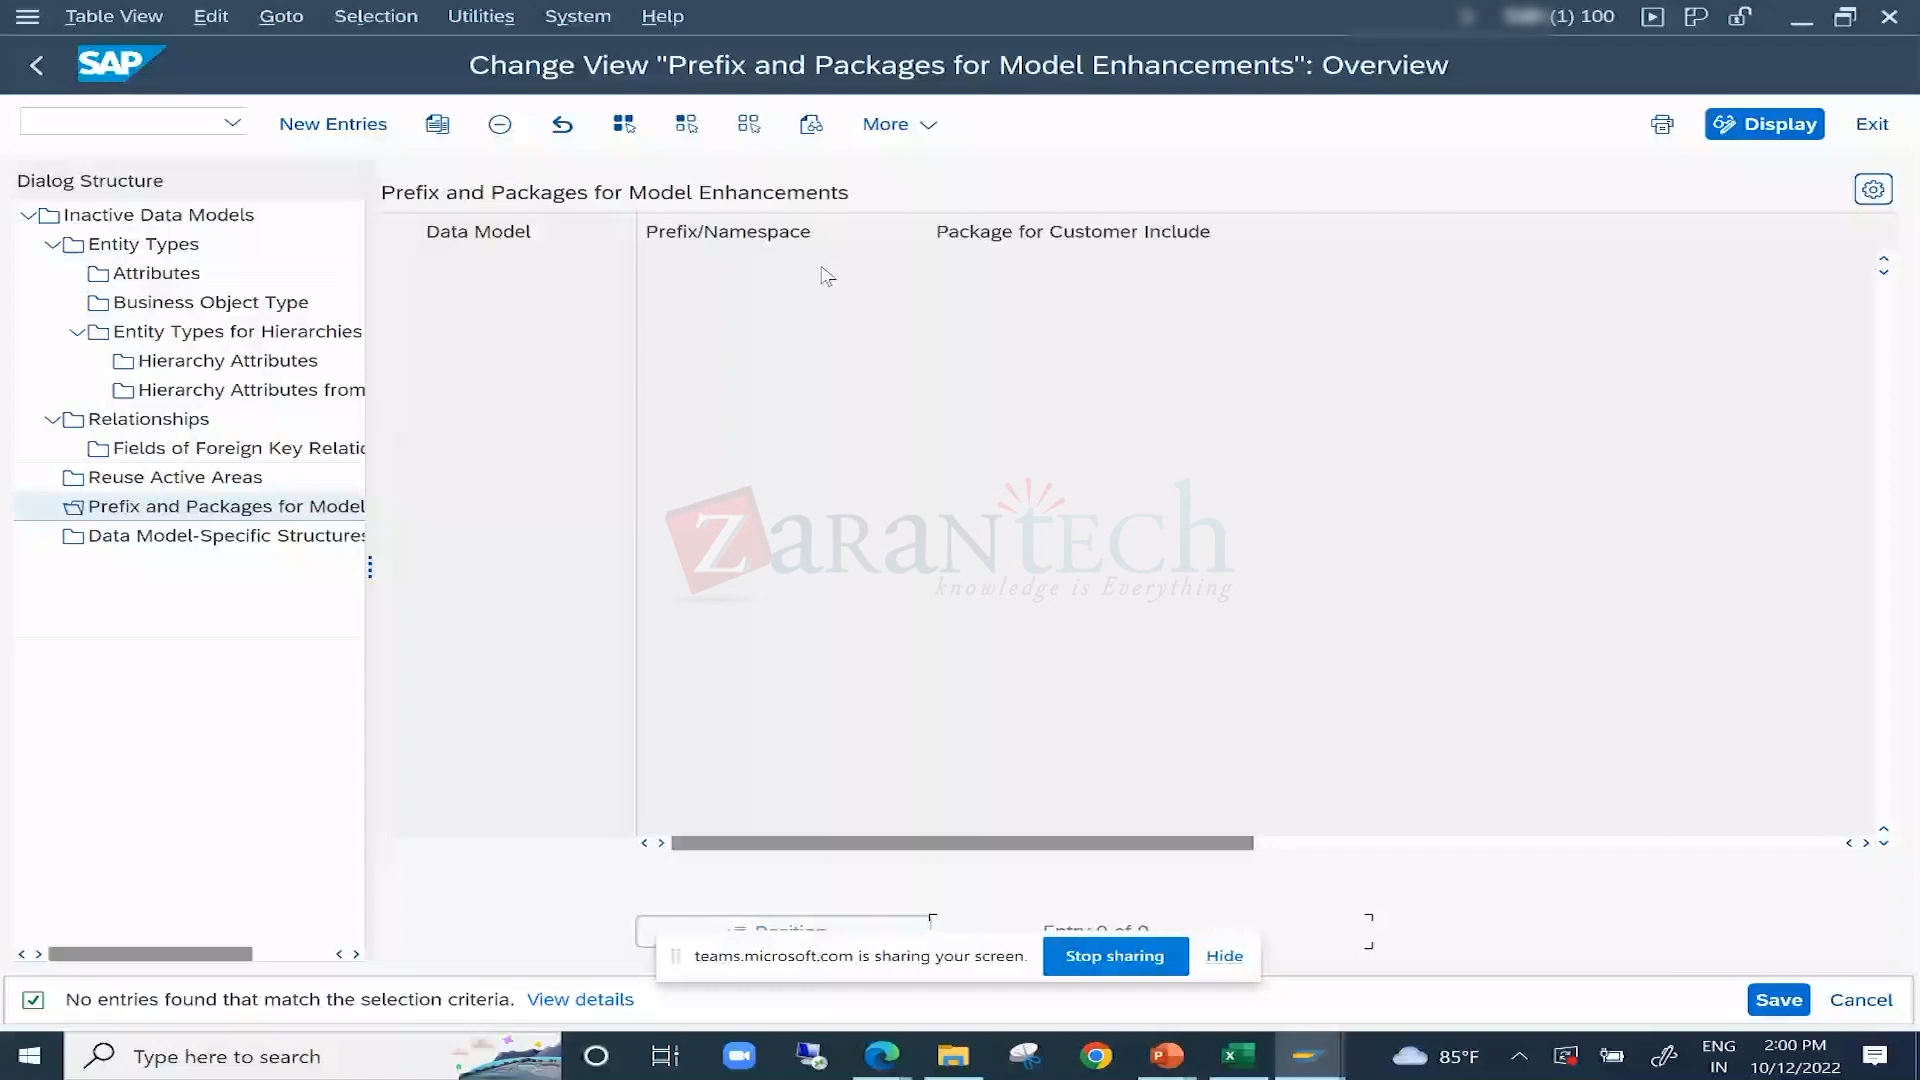 Table View Edit Goto Selection Utilities System Help (1) 100
SAP Change View "Prefix and Packages for Model Enhancements": Overview
New Entries More Display Exit
Dialog Structure
Inactive Data Models
Entity Types
Attributes
Business Object Type
Entity Types for Hierarchies
Hierarchy Attributes
Hierarchy Attributes from
Relationships
Fields of Foreign Key Relatio
Reuse Active Areas
Prefix and Packages for Model
Data Model-Specific Structures
Prefix and Packages for Model Enhancements
Data Model Prefix/Namespace Package for Customer Include
ZaranTech
knowledge is Everything
Position Entry 0 of 0
teams.microsoft.com is sharing your screen. Stop sharing Hide
No entries found that match the selection criteria. View details Save Cancel
Type here to search 85°F ENG IN 2:00 PM 10/12/2022